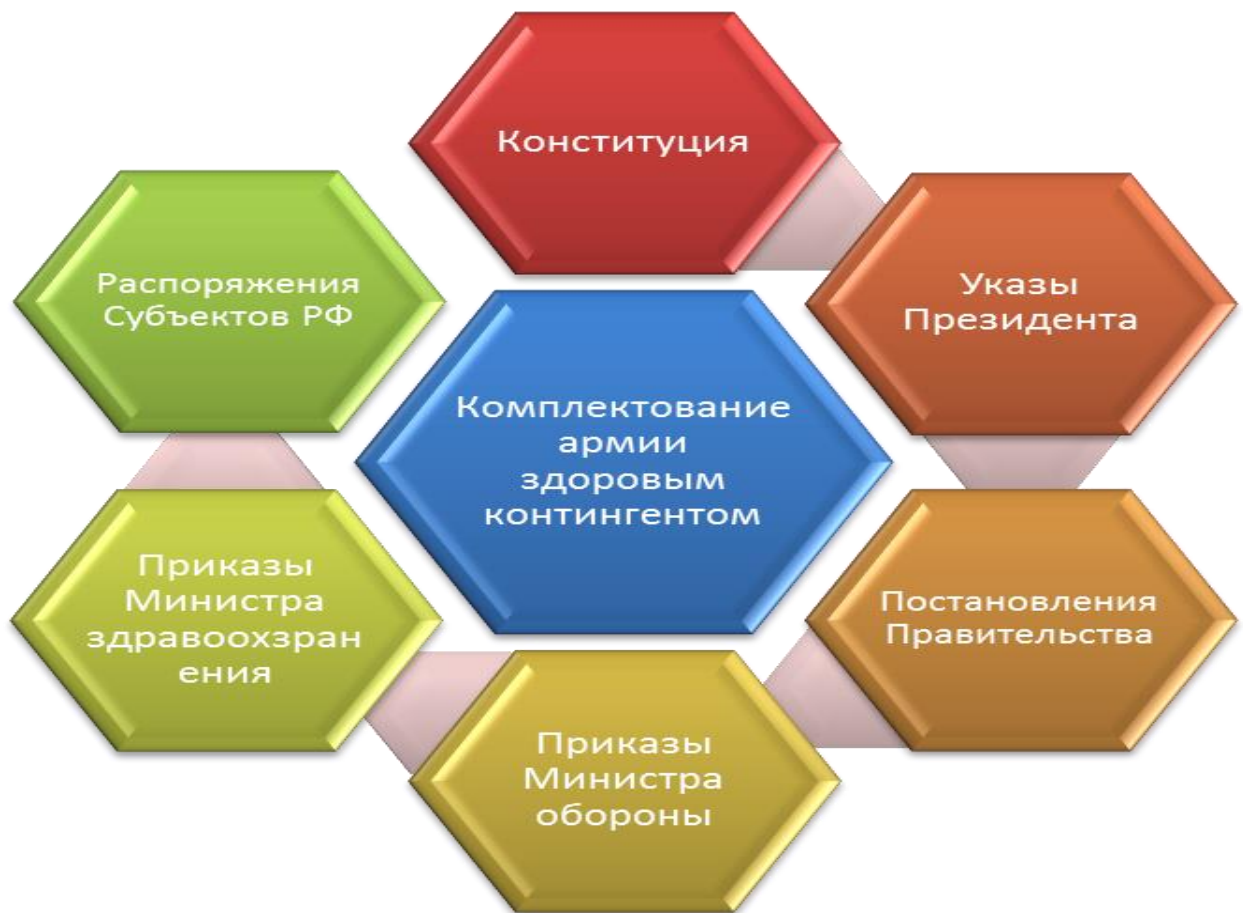 Конституция
Указы
Президента
Постановления
Правительства
Приказы
Министра
обороны
Приказы
Министра
здравоохзран
ения
Распоряжения
Субъектов РФ
Комплектование
армии
здоровым
контингентом